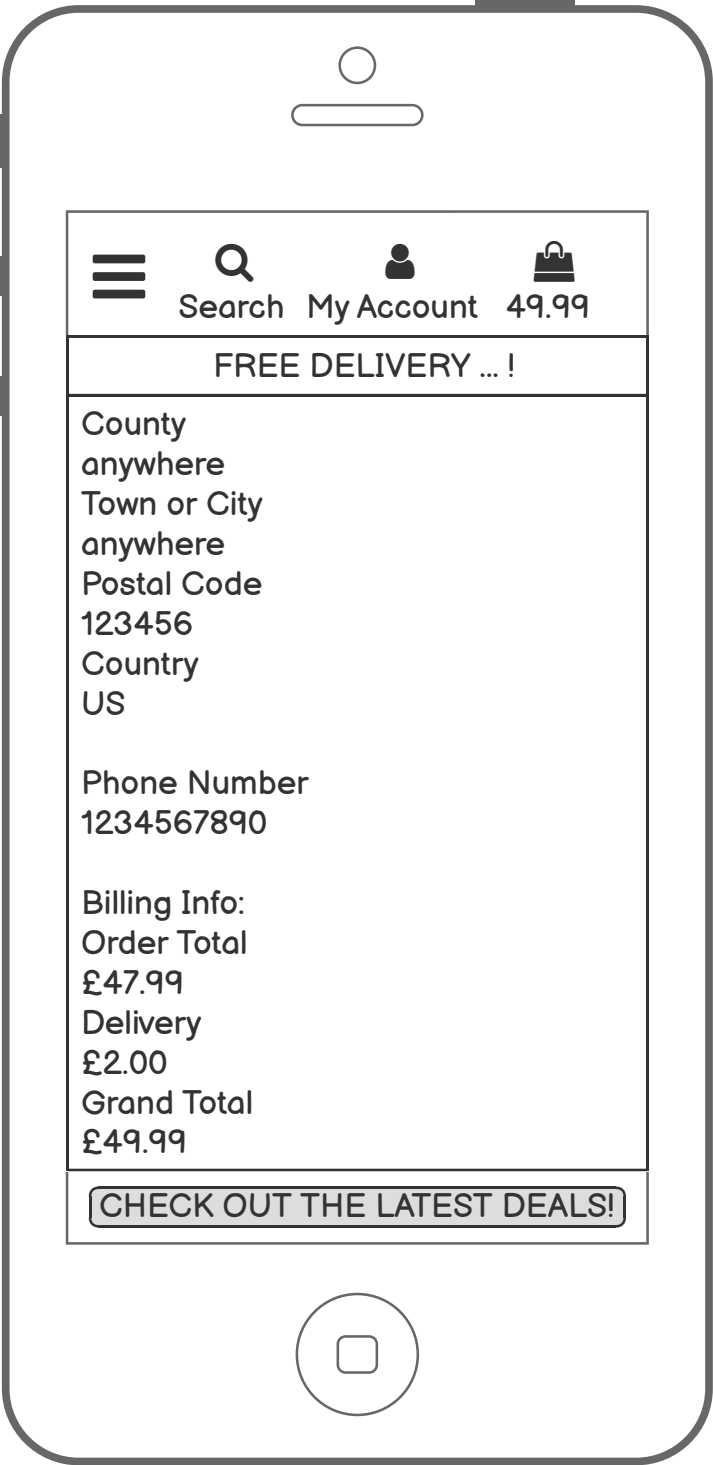 Search My Account 49.99
FREE DELIVERY ... !
County
anywhere
Town or City
anywhere
Postal Code
123456
Country
US
Phone Number
1234567890
Billing Info:
Order Total
£47.99
Delivery
£2.00
Grand Total
£49.99
CHECK OUT THE LATEST DEALS!